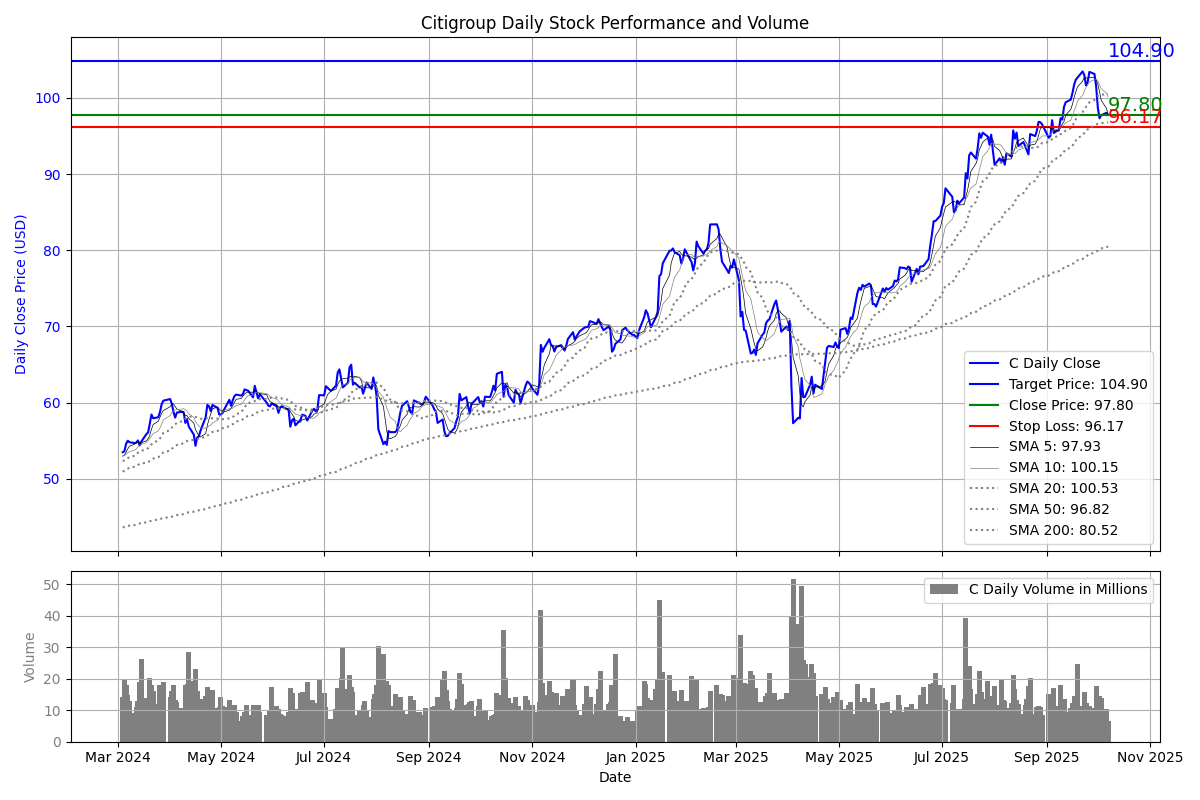 Citigroup Daily Stock Performance and Volume
104.90
97.80
96.17
100
90
80
70
60
50
Daily Close Price (USD)
C Daily Close
Target Price: 104.90
Close Price: 97.80
Stop Loss: 96.17
SMA 5: 97.93
SMA 10: 100.15
SMA 20: 100.53
SMA 50: 96.82
SMA 200: 80.52
50
40
30
20
10
0
Volume
C Daily Volume in Millions
Mar 2024 May 2024 Jul 2024 Sep 2024 Nov 2024 Jan 2025 Mar 2025 May 2025 Jul 2025 Sep 2025 Nov 2025
Date